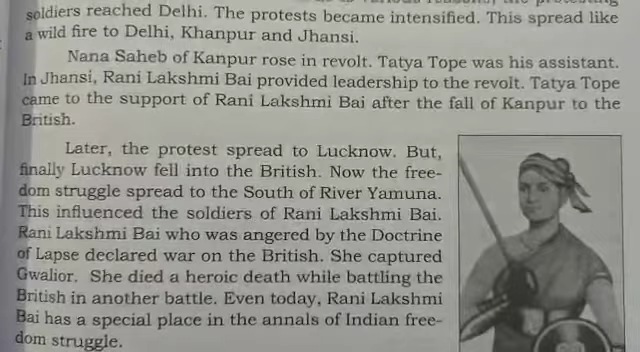 soldiers reached Delhi. The protests became intensified. This spread like
a wild fire to Delhi, Khanpur and Jhansi.
Nana Saheb of Kanpur rose in revolt. Tatya Tope was his assistant.
In Jhansi, Rani Lakshmi Bai provided leadership to the revolt. Tatya Tope
came to the support of Rani Lakshmi Bai after the fall of Kanpur to the
British.
Later, the protest spread to Lucknow. But,
finally Lucknow fell into the British. Now the free-
dom struggle spread to the South of River Yamuna.
This influenced the soldiers of Rani Lakshmi Bai.
Rani Lakshmi Bai who was angered by the Doctrine
of Lapse declared war on the British. She captured
Gwalior. She died a heroic death while battling the
British in another battle. Even today, Rani Lakshmi
Bai has a special place in the annals of Indian free-
dom struggle.